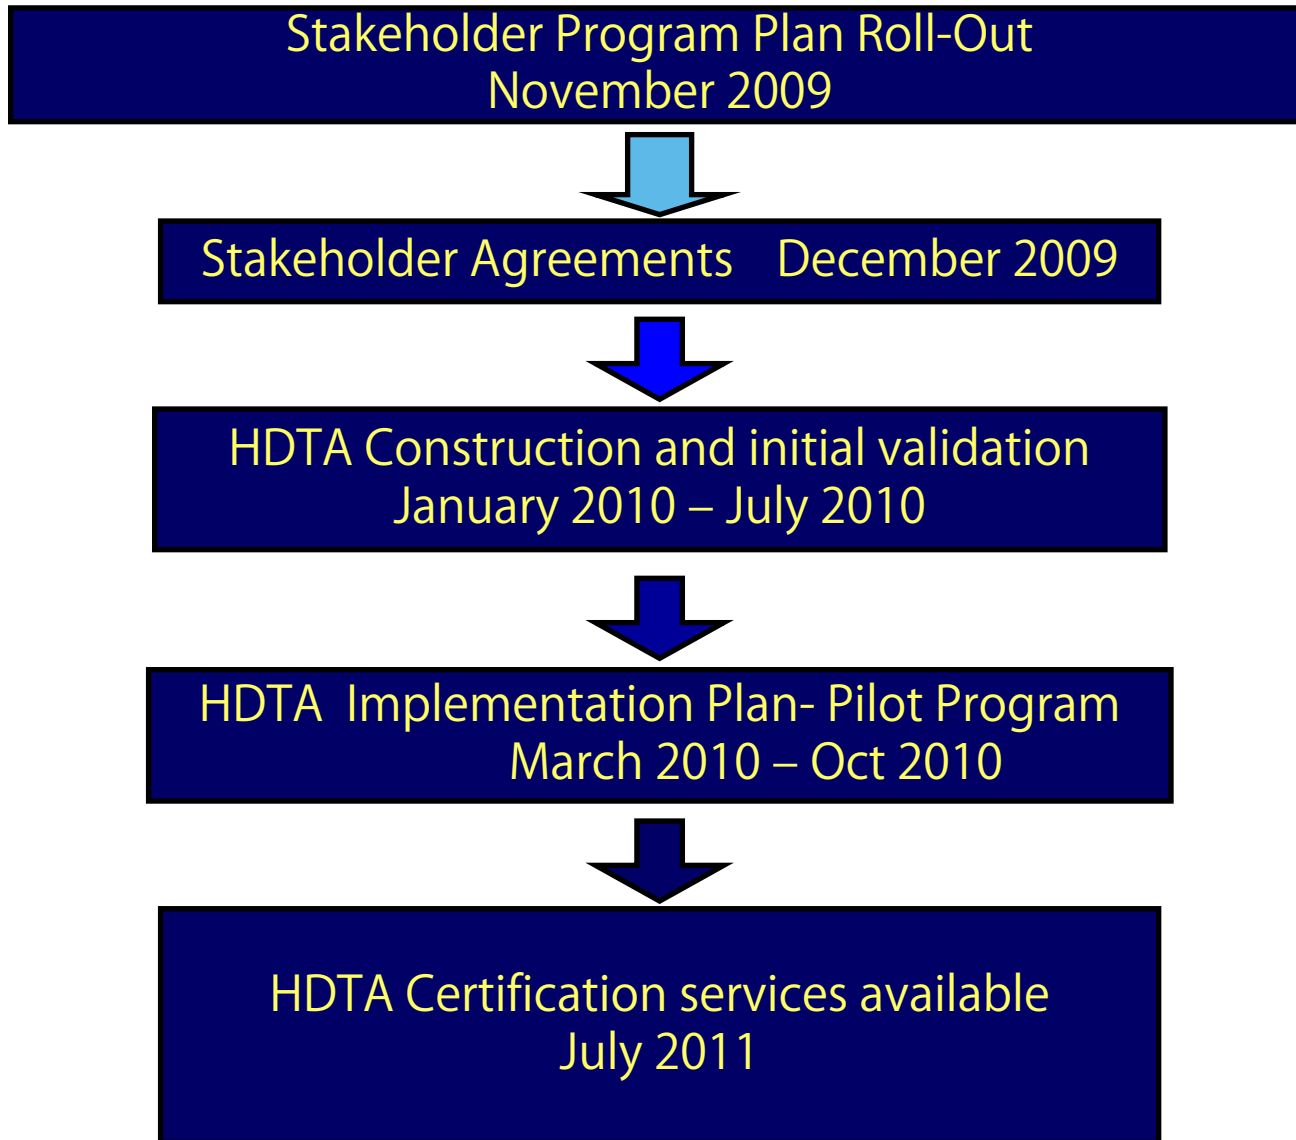 Stakeholder Program Plan Roll-Out
November 2009
Stakeholder Agreements   December 2009
HDTA Construction and initial validation
January 2010 – July 2010
HDTA  Implementation Plan- Pilot Program
March 2010 – Oct 2010
HDTA Certification services available
July 2011